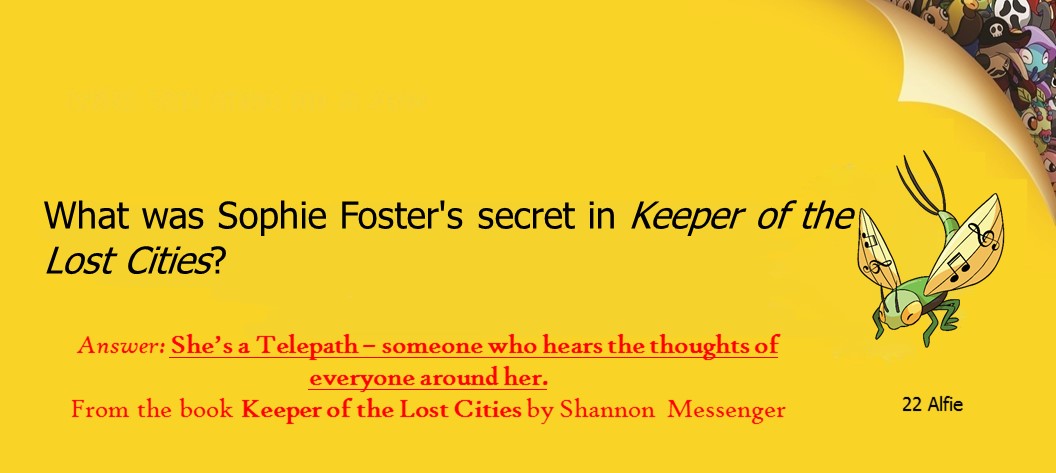 What was Sophie Foster's secret in Keeper of the
Lost Cities?
Answer: She’s a Telepath – someone who hears the thoughts of
everyone around her.
From the book Keeper of the Lost Cities by Shannon Messenger
22 Alfie